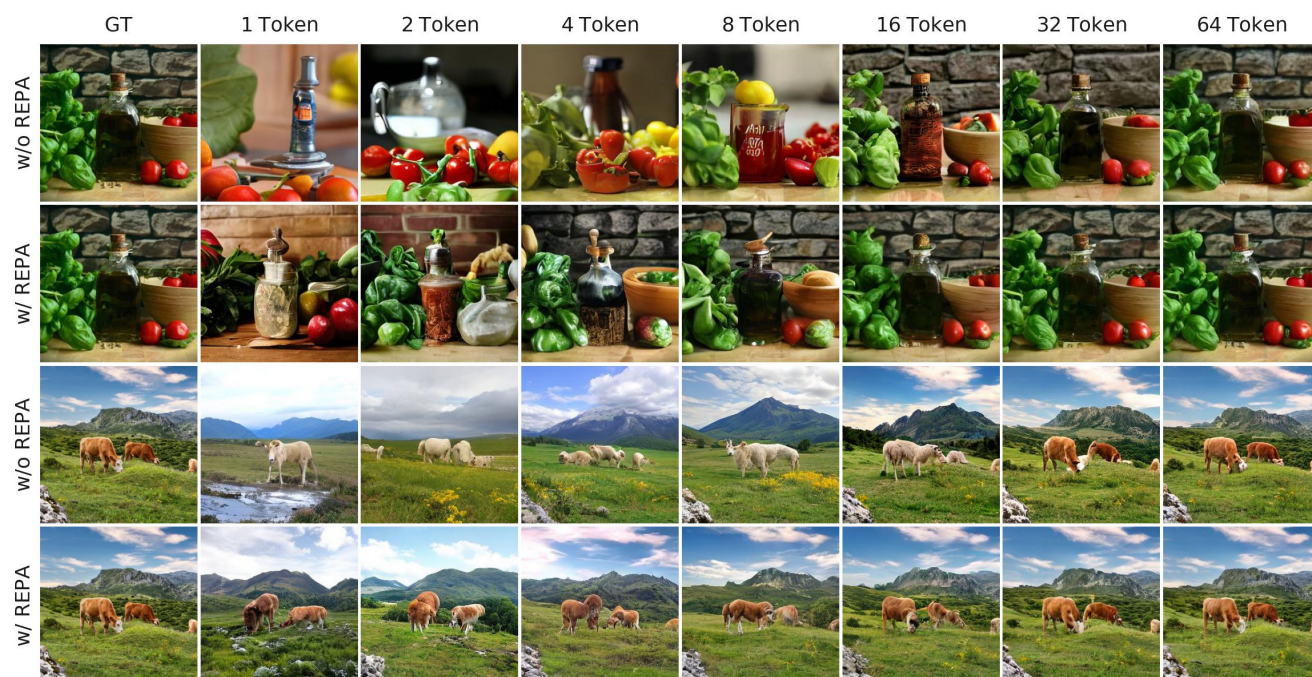 GT 1 Token 2 Token 4 Token 8 Token 16 Token 32 Token 64 Token
w/o REPA
w/ REPA
w/o REPA
w/ REPA